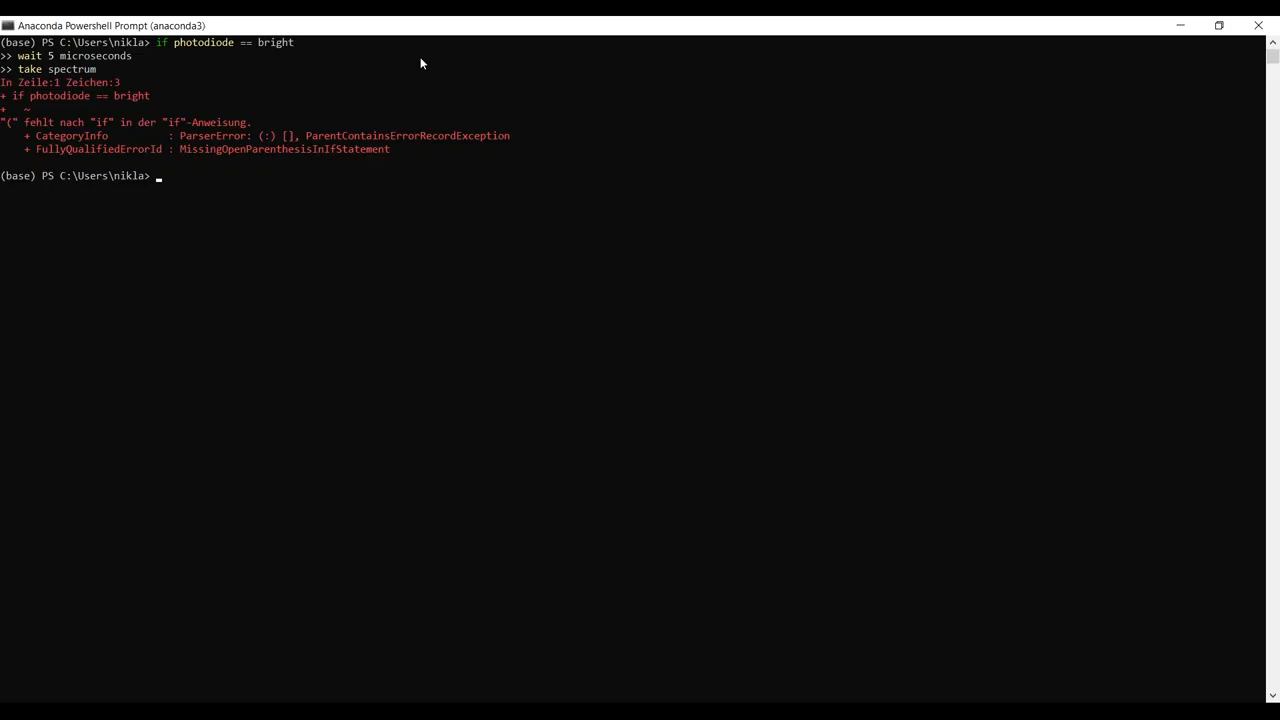 Anaconda Powershell Prompt (anaconda3)
(base) PS C:\Users\nikla> if photodiode == bright
>> wait 5 microseconds
>> take spectrum
In Zeile:1 Zeichen:3
+ if photodiode == bright
+   ~
"(" fehlt nach "if" in der "if"-Anweisung.
    + CategoryInfo          : ParserError: (:) [], ParentContainsErrorRecordException
    + FullyQualifiedErrorId : MissingOpenParenthesisInIfStatement
(base) PS C:\Users\nikla>